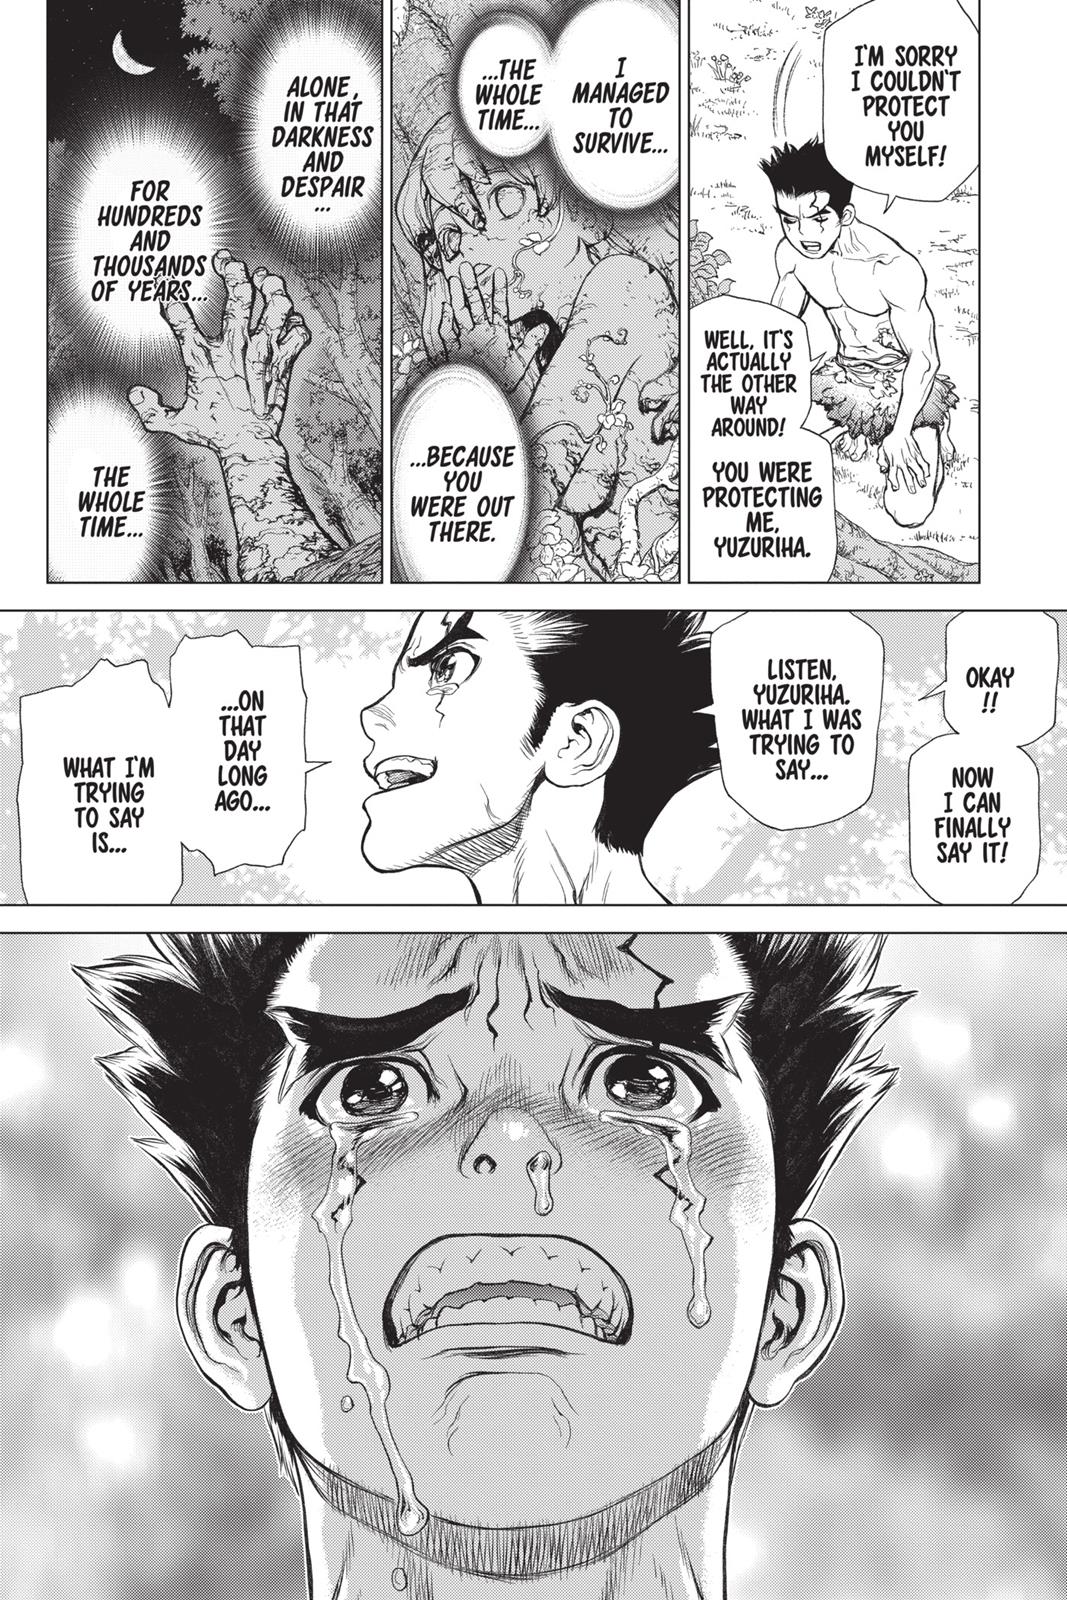 I'M SORRY
I COULDN'T
PROTECT
YOU
MYSELF!
WELL, IT'S
ACTUALLY
THE OTHER
WAY
AROUND!
YOU WERE
PROTECTING
ME,
YUZURIHA.
I
MANAGED
TO
SURVIVE...
...THE
WHOLE
TIME...
...BECAUSE
YOU
WERE OUT
THERE.
ALONE,
IN THAT
DARKNESS
AND
DESPAIR
...
FOR
HUNDREDS
AND
THOUSANDS
OF YEARS...
THE
WHOLE
TIME...
OKAY
!!
NOW
I CAN
FINALLY
SAY IT!
LISTEN,
YUZURIHA.
WHAT I WAS
TRYING TO
SAY...
...ON
THAT
DAY
LONG
AGO...
WHAT I'M
TRYING
TO SAY
IS...